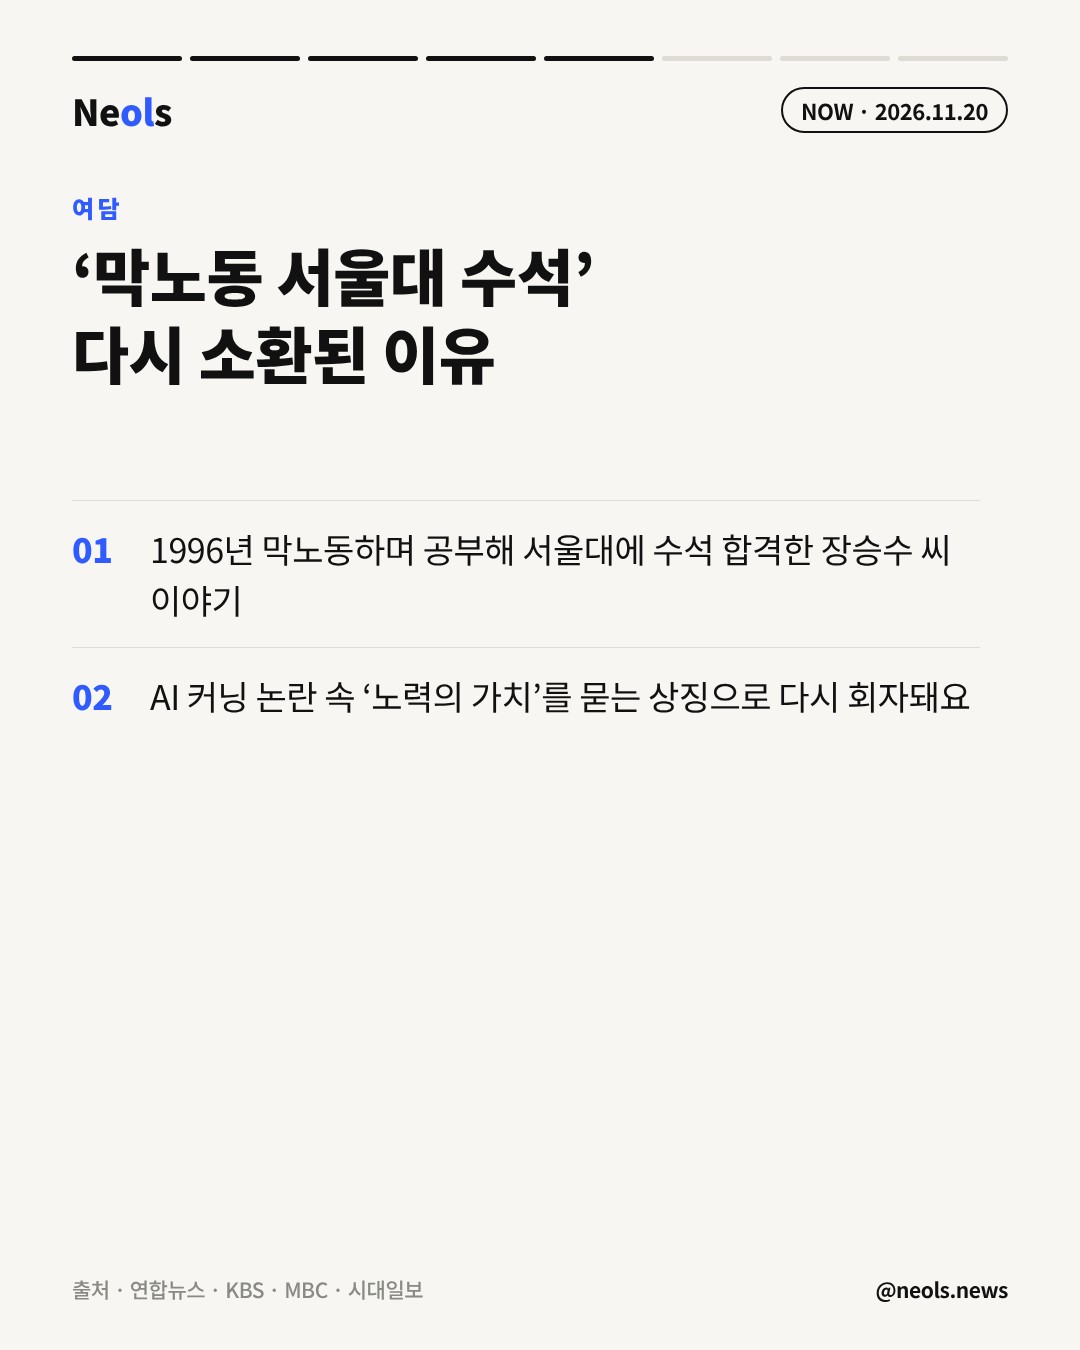 Neols
NOW · 2026.11.20
여담
‘막노동 서울대 수석’
다시 소환된 이유
01 1996년 막노동하며 공부해 서울대에 수석 합격한 장승수 씨
이야기
02 AI 커닝 논란 속 ‘노력의 가치’를 묻는 상징으로 다시 회자돼요
출처 · 연합뉴스 · KBS · MBC · 시대일보
@neols.news